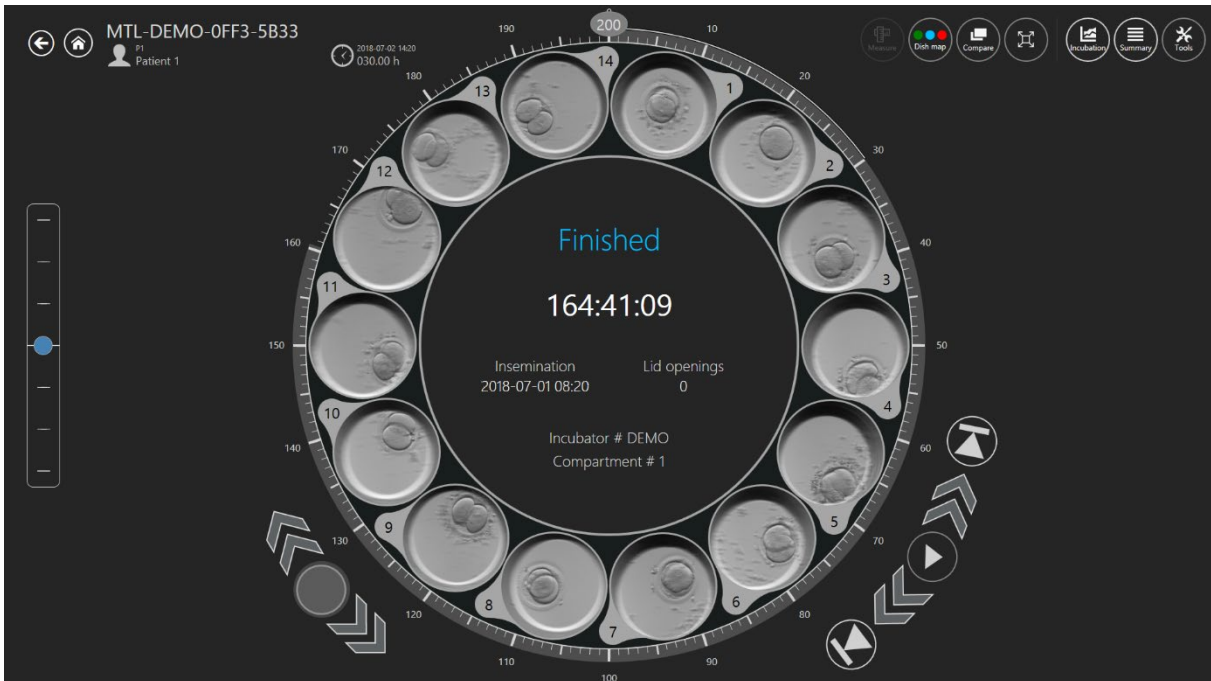 MTL-DEMO-0FF3-5B33
P1
Patient 1
2018-07-02 14:20
030.00 h
Measure
Dish map
Compare
Incubation
Summary
Tools
200
10
20
30
40
50
60
70
80
90
100
110
120
130
140
150
160
170
180
190
1
2
3
4
5
6
7
8
9
10
11
12
13
14
Finished
164:41:09
Insemination
2018-07-01 08:20
Lid openings
0
Incubator # DEMO
Compartment # 1